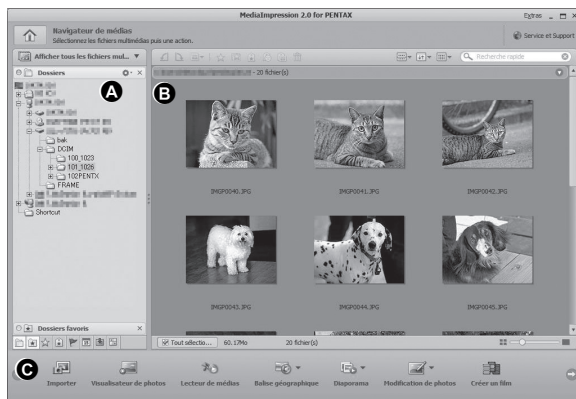 MediaImpression 2.0 for PENTAX
Extras
Navigateur de médias
Sélectionnez les fichiers multimédias puis une action.
Service et Support
Afficher tous les fichiers mul...
Recherche rapide
Dossiers
- 20 fichier(s)
A
B
bak
DCIM
100_1023
101_1026
102PENTX
FRAME
Shortcut
IMGP0040.JPG
IMGP0041.JPG
IMGP0042.JPG
IMGP0043.JPG
IMGP0044.JPG
IMGP0045.JPG
Dossiers favoris
Tout sélectio...
60.17Mo
20 fichier(s)
C
Importer
Visualisateur de photos
Lecteur de médias
Balise géographique
Diaporama
Modification de photos
Créer un film